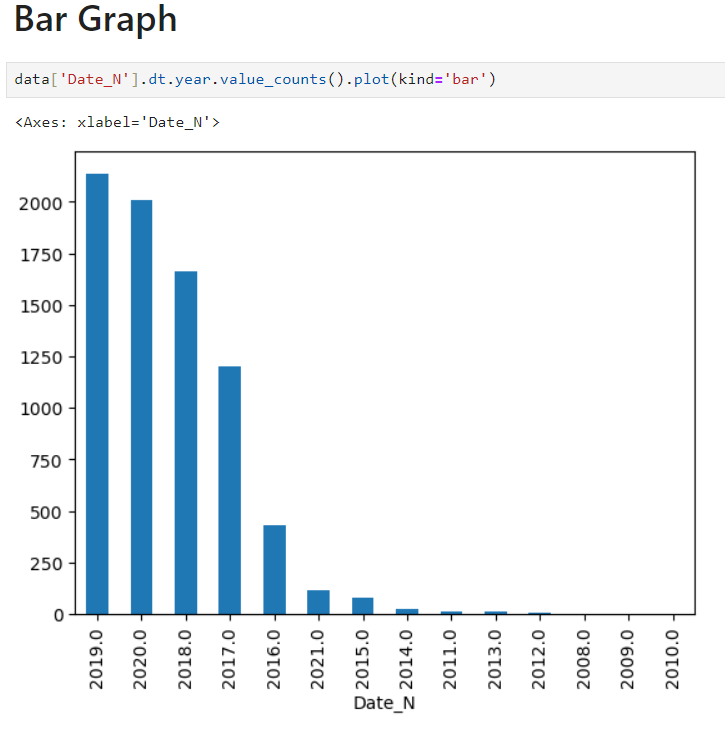 Bar Graph
data['Date_N'].dt.year.value_counts().plot(kind='bar')
<Axes: xlabel='Date_N'>
2000
1750
1500
1250
1000
750
500
250
0
2019.0 2020.0 2018.0 2017.0 2016.0 2021.0 2015.0 2014.0 2011.0 2013.0 2012.0 2008.0 2009.0 2010.0
Date_N